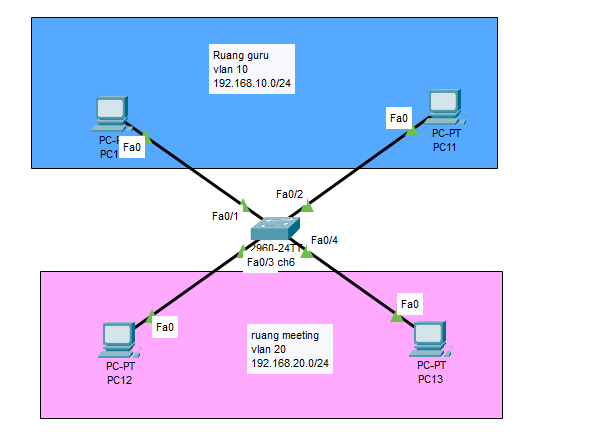 Ruang guru
vlan 10
192.168.10.0/24
Fa0
PC-PT
PC11
Fa0
Fa0/1
Fa0/2
Fa0/4
Fa0/3
Fa0
PC-PT
PC12
ruang meeting
vlan 20
192.168.20.0/24
Fa0
PC-PT
PC13